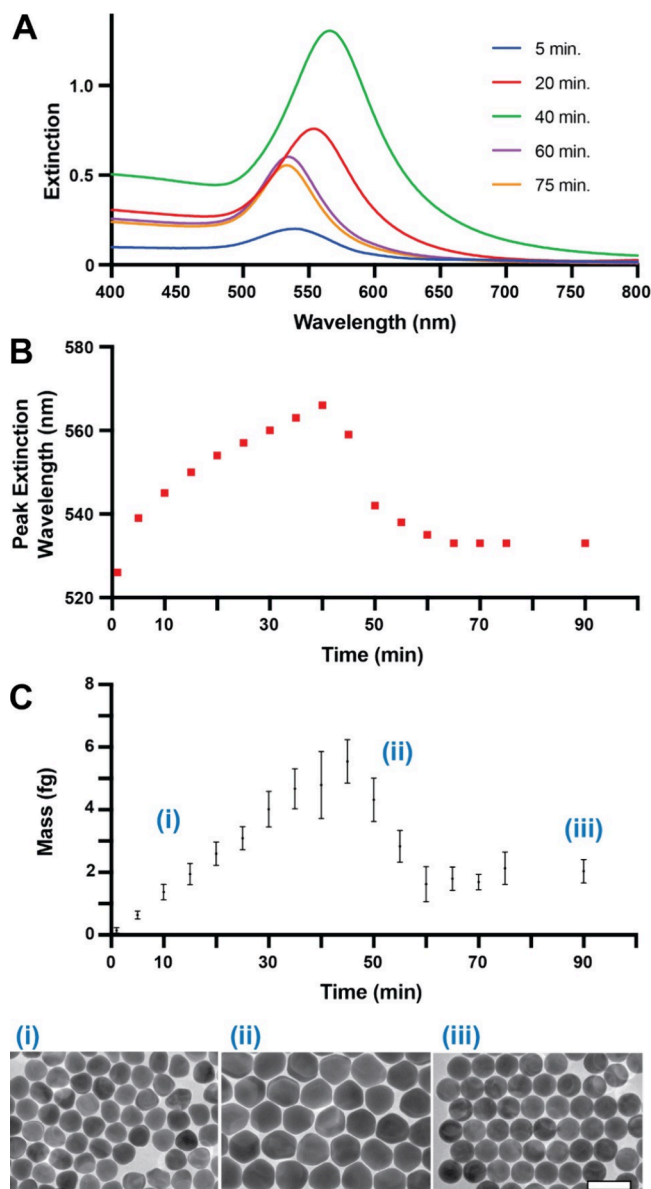 A
Extinction
1.0
0.5
0
5 min.
20 min.
40 min.
60 min.
75 min.
400 450 500 550 600 650 700 750 800
Wavelength (nm)
B
Peak Extinction
Wavelength (nm)
580
560
540
520
0 10 30 50 70 90
Time (min)
C
Mass (fg)
8
6
4
2
0
(i)
(ii)
(iii)
0 10 30 50 70 90
Time (min)
(i) (ii) (iii)